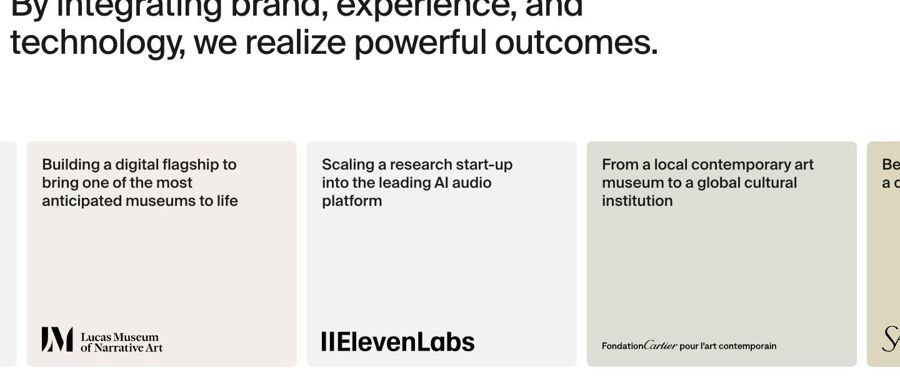 By integrating brand, experience, and
technology, we realize powerful outcomes.
Building a digital flagship to
bring one of the most
anticipated museums to life
Lucas Museum
of Narrative Art
Scaling a research start-up
into the leading AI audio
platform
IIElevenLabs
From a local contemporary art
museum to a global cultural
institution
Fondation Cartier pour l'art contemporain